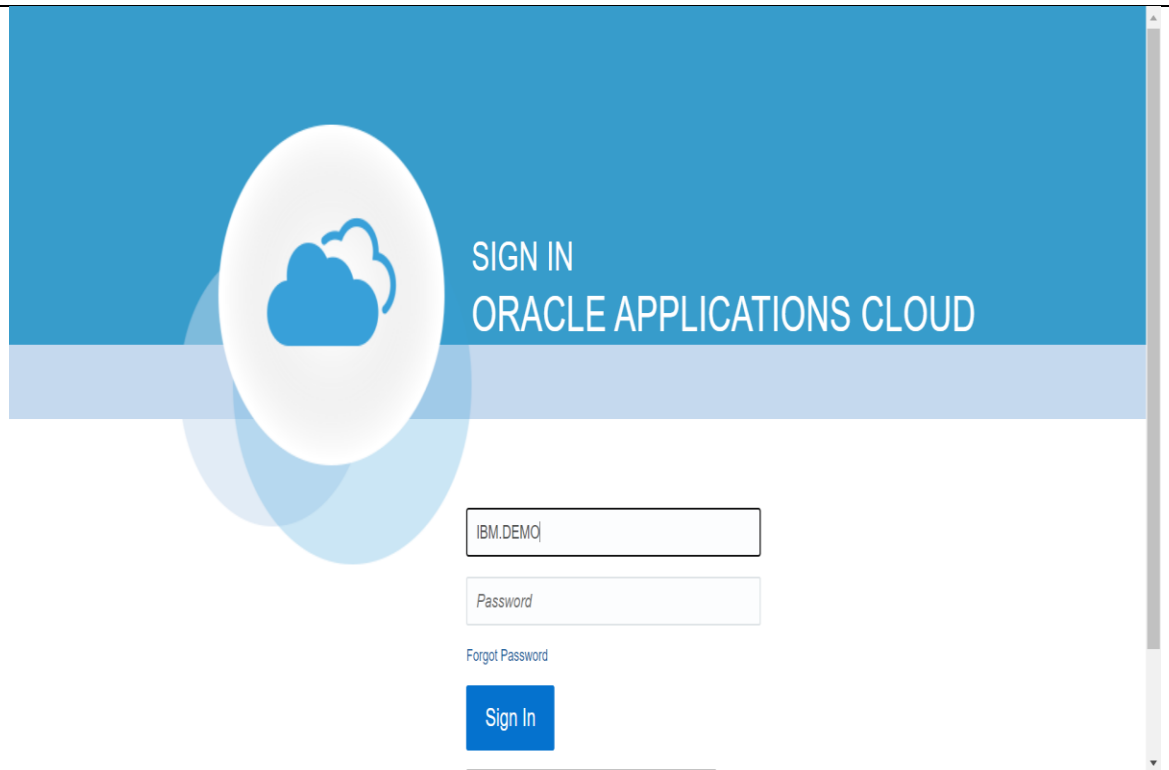 SIGN IN
ORACLE APPLICATIONS CLOUD
IBM.DEMO
Password
Forgot Password
Sign In